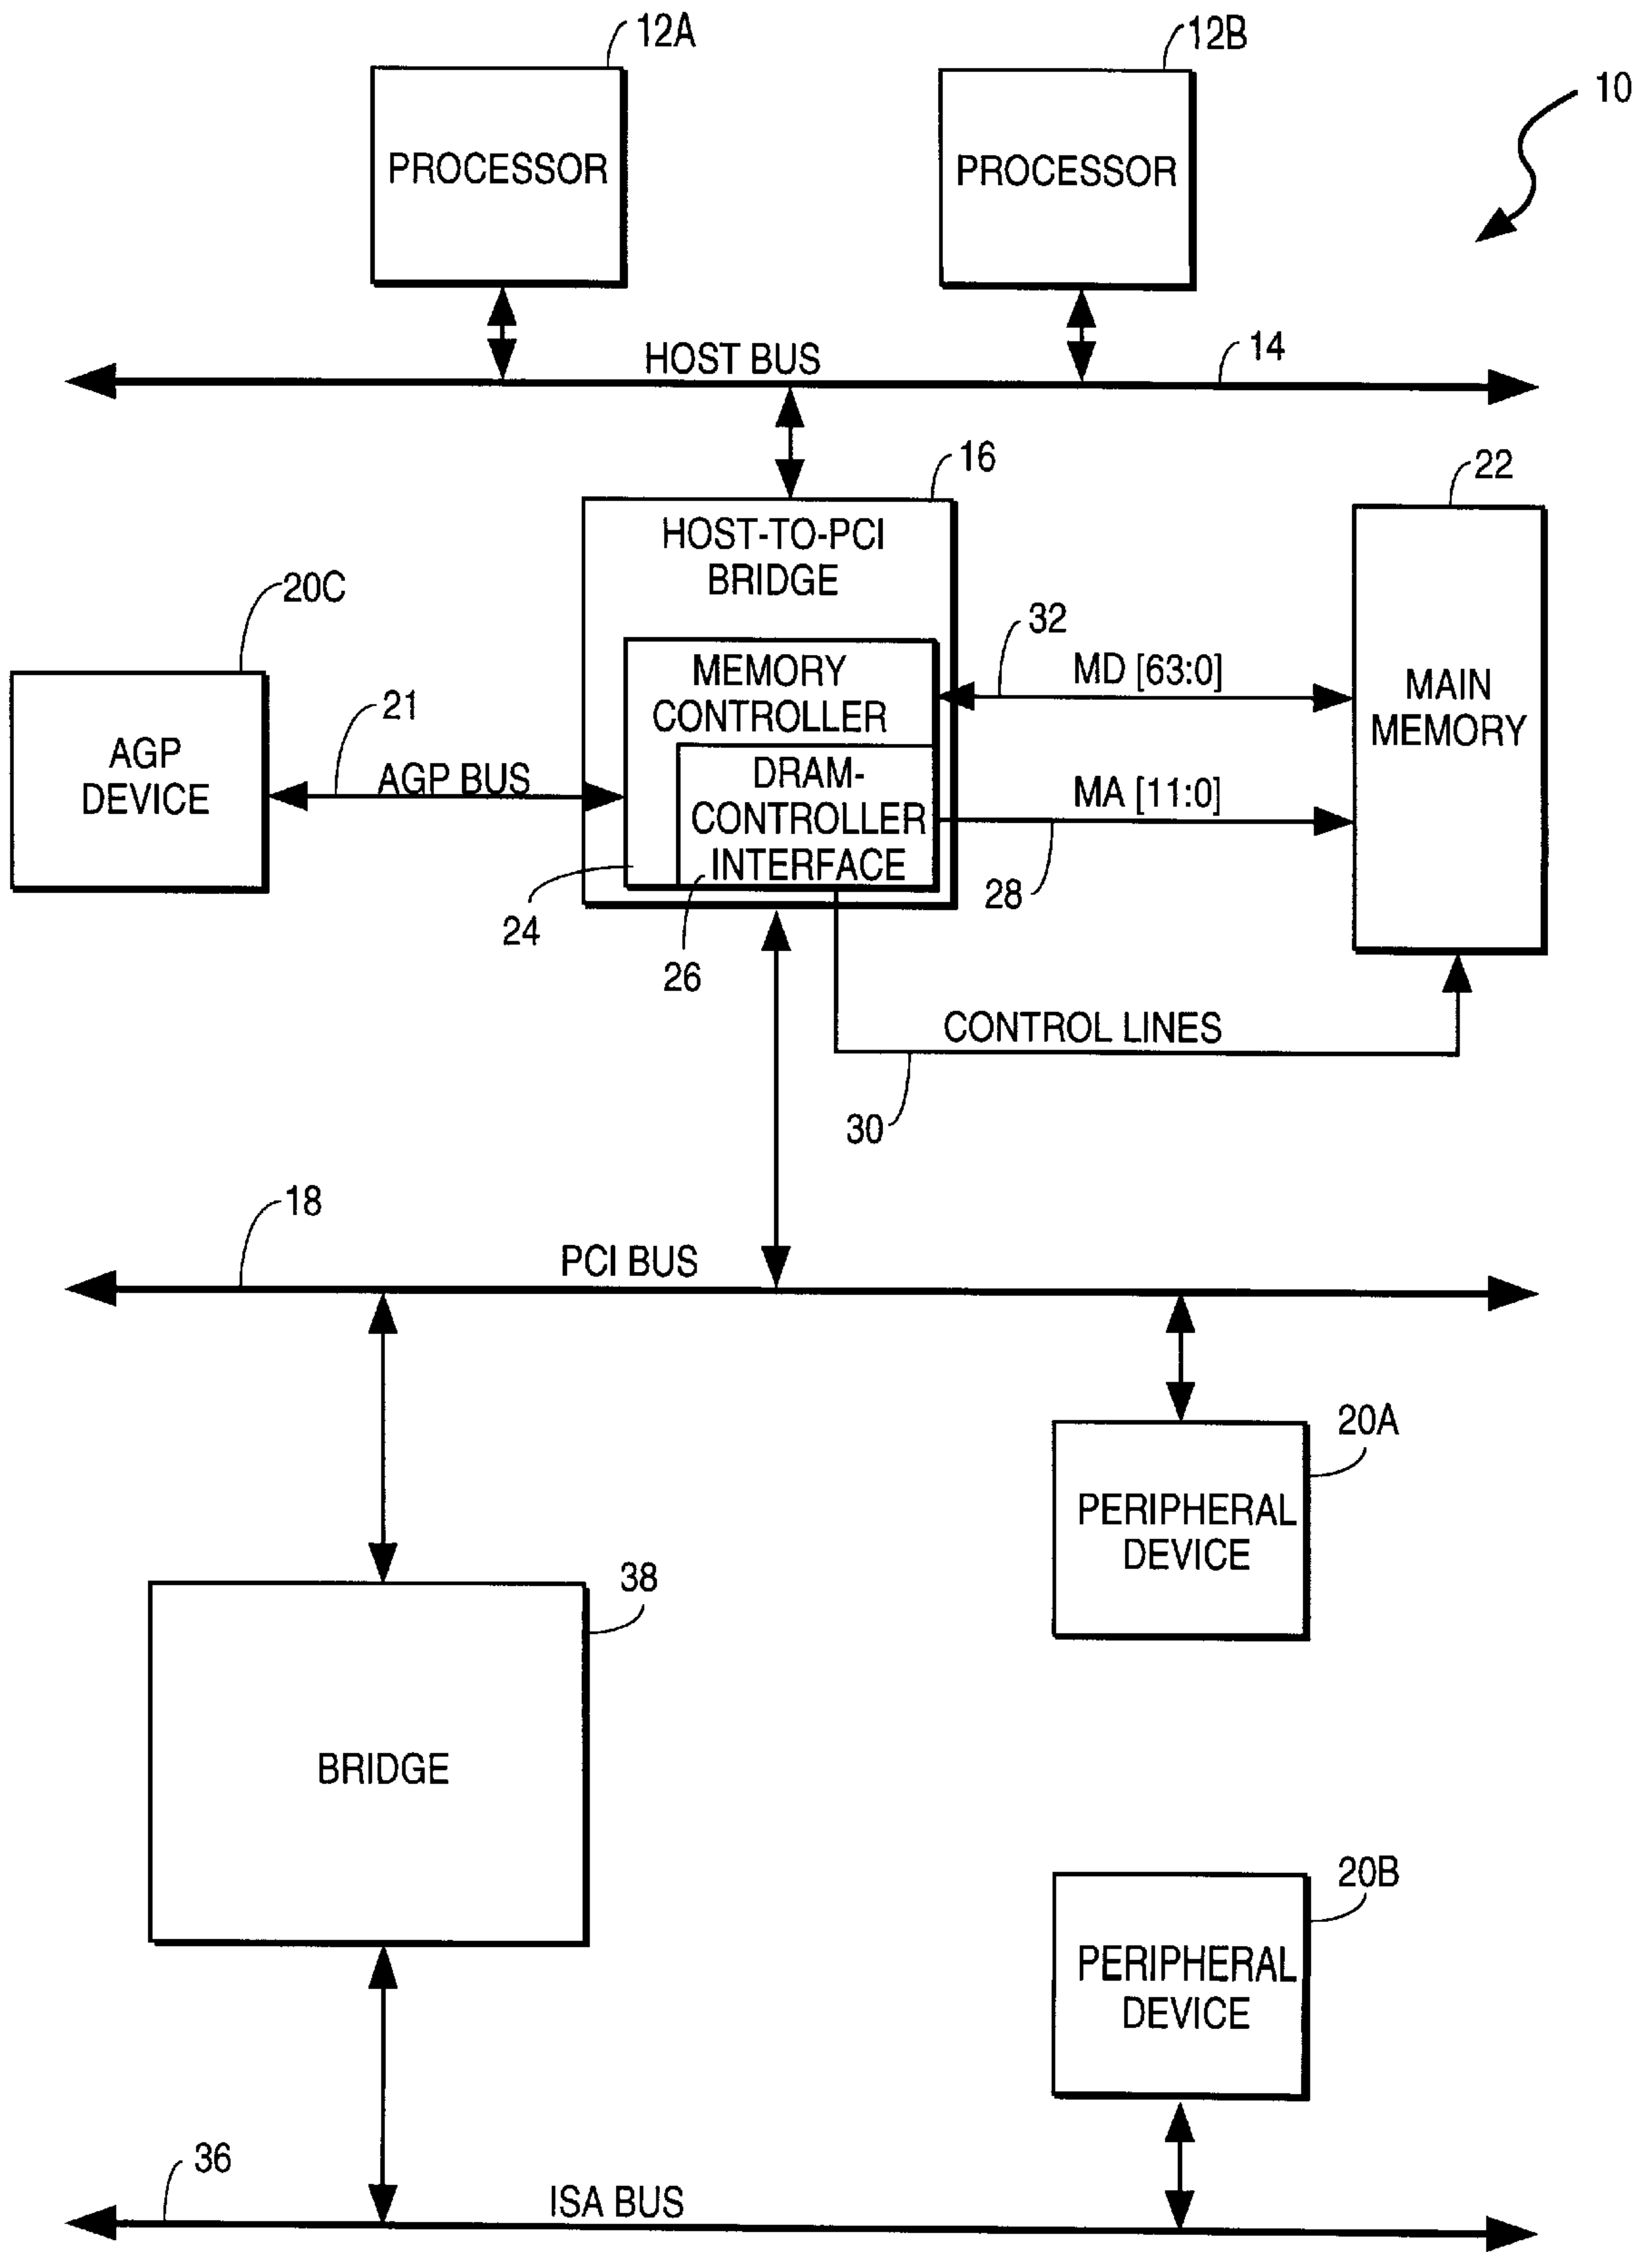 12A
12B
10
PROCESSOR
PROCESSOR
HOST BUS
14
16
22
HOST-TO-PCI
BRIDGE
20C
32
MEMORY
CONTROLLER
MD [63:0]
MAIN
MEMORY
21
AGP
DEVICE
AGP BUS
DRAM-
CONTROLLER
INTERFACE
MA [11:0]
24
26
28
CONTROL LINES
30
18
PCI BUS
20A
PERIPHERAL
DEVICE
38
BRIDGE
20B
PERIPHERAL
DEVICE
36
ISA BUS